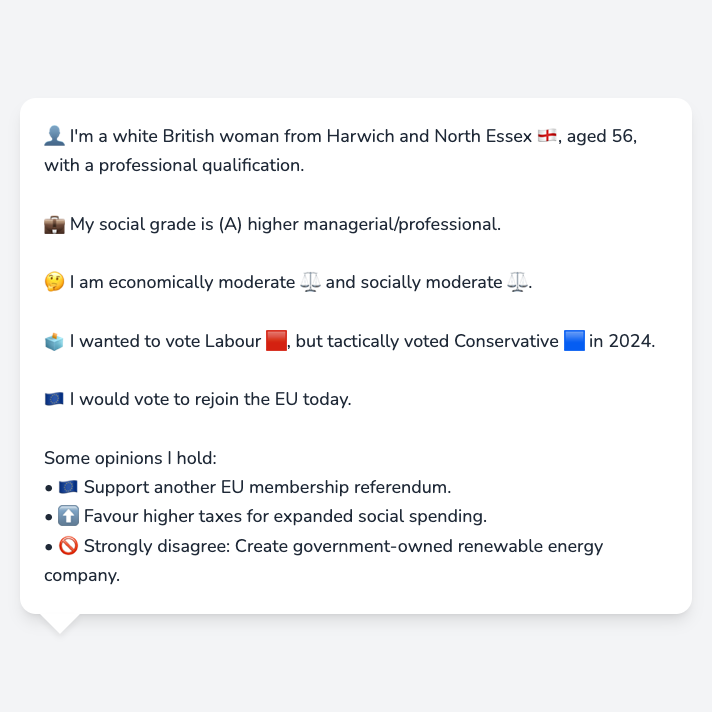 👤 I'm a white British woman from Harwich and North Essex 🏴󠁧󠁢󠁥󠁮󠁧󠁿, aged 56,
with a professional qualification.
💼 My social grade is (A) higher managerial/professional.
🤔 I am economically moderate ⚖️ and socially moderate ⚖️.
🗳️ I wanted to vote Labour 🟥, but tactically voted Conservative 🟦 in 2024.
🇪🇺 I would vote to rejoin the EU today.
Some opinions I hold:
• 🇪🇺 Support another EU membership referendum.
• ⬆️ Favour higher taxes for expanded social spending.
• 🚫 Strongly disagree: Create government-owned renewable energy
company.